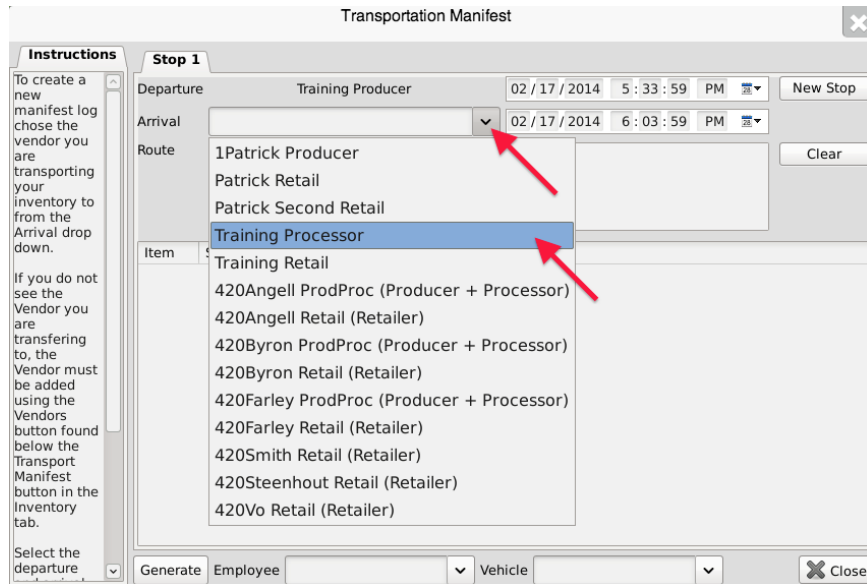 Transportation Manifest
Instructions
To create a
new
manifest log
chose the
vendor you
are
transporting
your
inventory to
from the
Arrival drop
down.
If you do not
see the
Vendor you
are
transfering
to, the
Vendor must
be added
using the
Vendors
button found
below the
Transport
Manifest
button in the
Inventory
tab.
Select the
departure
Stop 1
Departure Training Producer 02 / 17 / 2014 5 : 33 : 59 PM 28 New Stop
Arrival 02 / 17 / 2014 6 : 03 : 59 PM 28
Route Clear
1Patrick Producer
Patrick Retail
Patrick Second Retail
Training Processor
Training Retail
420Angell ProdProc (Producer + Processor)
420Angell Retail (Retailer)
420Byron ProdProc (Producer + Processor)
420Byron Retail (Retailer)
420Farley ProdProc (Producer + Processor)
420Farley Retail (Retailer)
420Smith Retail (Retailer)
420Steenhout Retail (Retailer)
420Vo Retail (Retailer)
Item
Generate Employee Vehicle Close